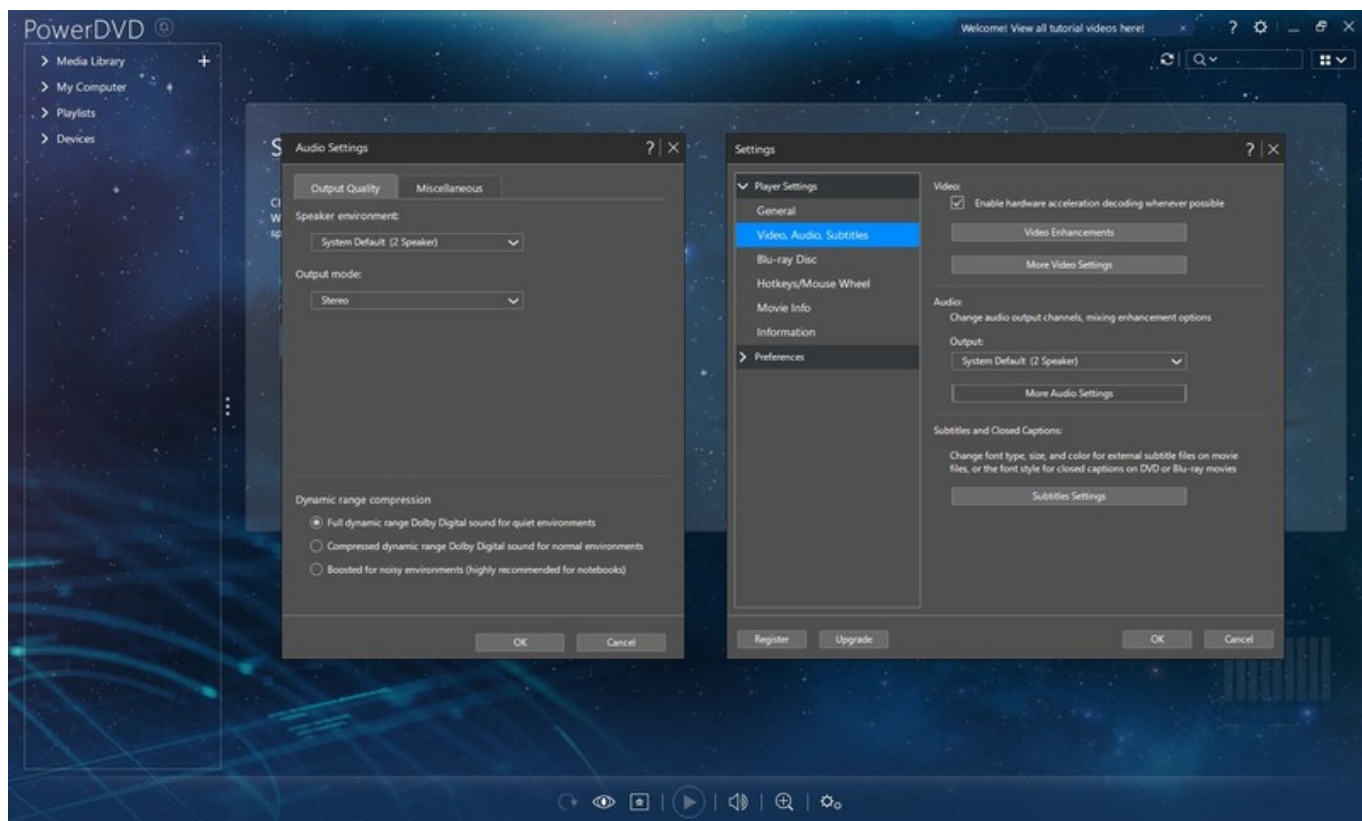 PowerDVD
Welcome! View all tutorial videos here!
Media Library
My Computer
Playlists
Devices
Audio Settings
Output Quality
Miscellaneous
Speaker environment:
System Default (2 Speaker)
Output mode:
Stereo
Dynamic range compression
Full dynamic range Dolby Digital sound for quiet environments
Compressed dynamic range Dolby Digital sound for normal environments
Boosted for noisy environments (highly recommended for notebooks)
OK
Cancel
Settings
Player Settings
General
Video, Audio, Subtitles
Blu-ray Disc
Hotkeys/Mouse Wheel
Movie Info
Information
Preferences
Video:
Enable hardware acceleration decoding whenever possible
Video Enhancements
More Video Settings
Audio:
Change audio output channels, mixing enhancement options
Output:
System Default (2 Speaker)
More Audio Settings
Subtitles and Closed Captions:
Change font type, size, and color for external subtitle files on movie
files, or the font style for closed captions on DVD or Blu-ray movies
Subtitles Settings
Register
Upgrade
OK
Cancel